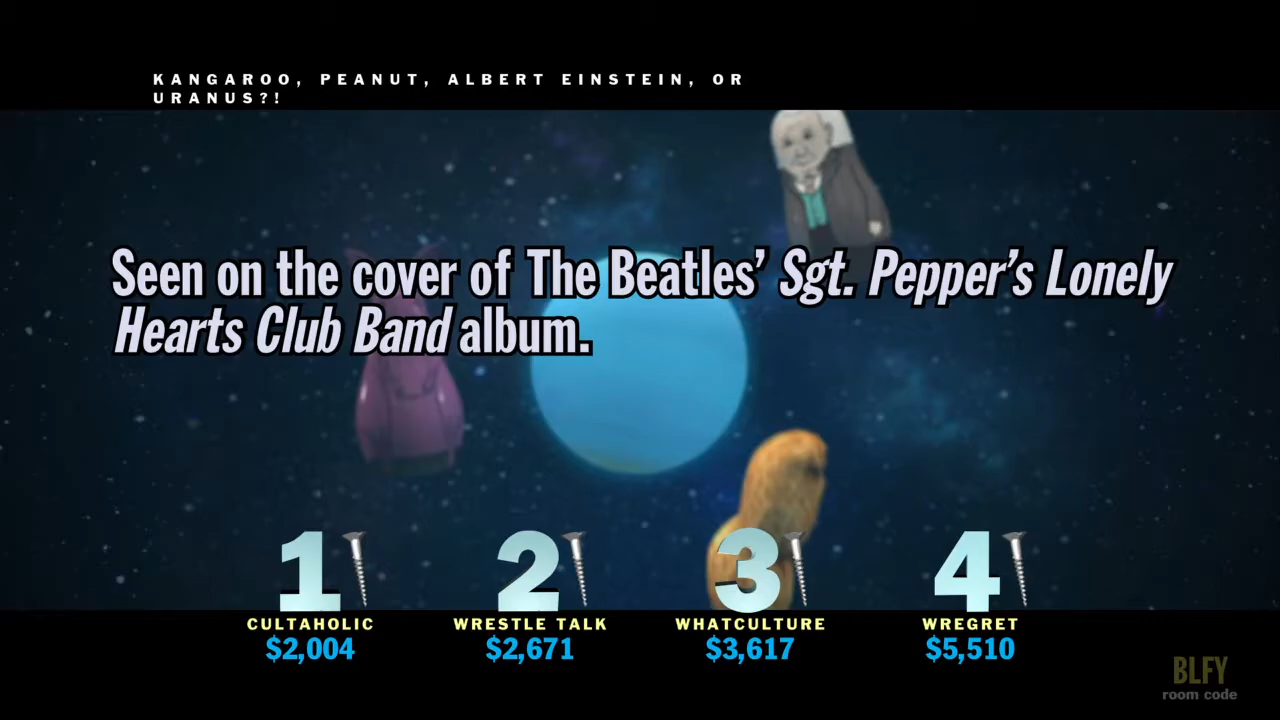 KANGAROO, PEANUT, ALBERT EINSTEIN, OR
URANUS?!
Seen on the cover of The Beatles' Sgt. Pepper's Lonely
Hearts Club Band album.
1 2 3 4
CULTAHOLIC WRESTLE TALK WHATCULTURE WREGRET
$2,004 $2,671 $3,617 $5,510
BLFY
room code